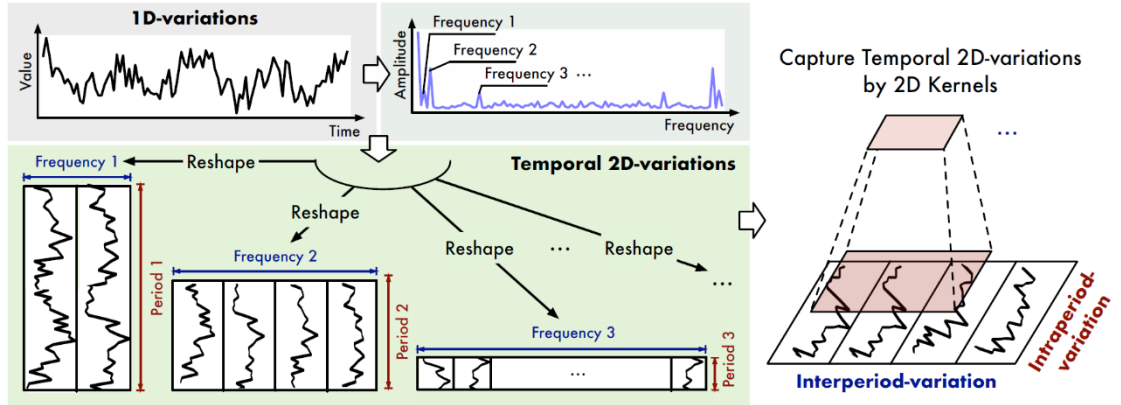 1D-variations
Value
Time
Frequency 1
Frequency 2
Frequency 3 ...
Amplitude
Frequency
Capture Temporal 2D-variations
by 2D Kernels
...
Temporal 2D-variations
Frequency 1
Reshape
Period 1
Reshape
Frequency 2
Period 2
Reshape
...
Reshape
...
Frequency 3
...
Period 3
Interperiod-variation
Intraperiod-
variation